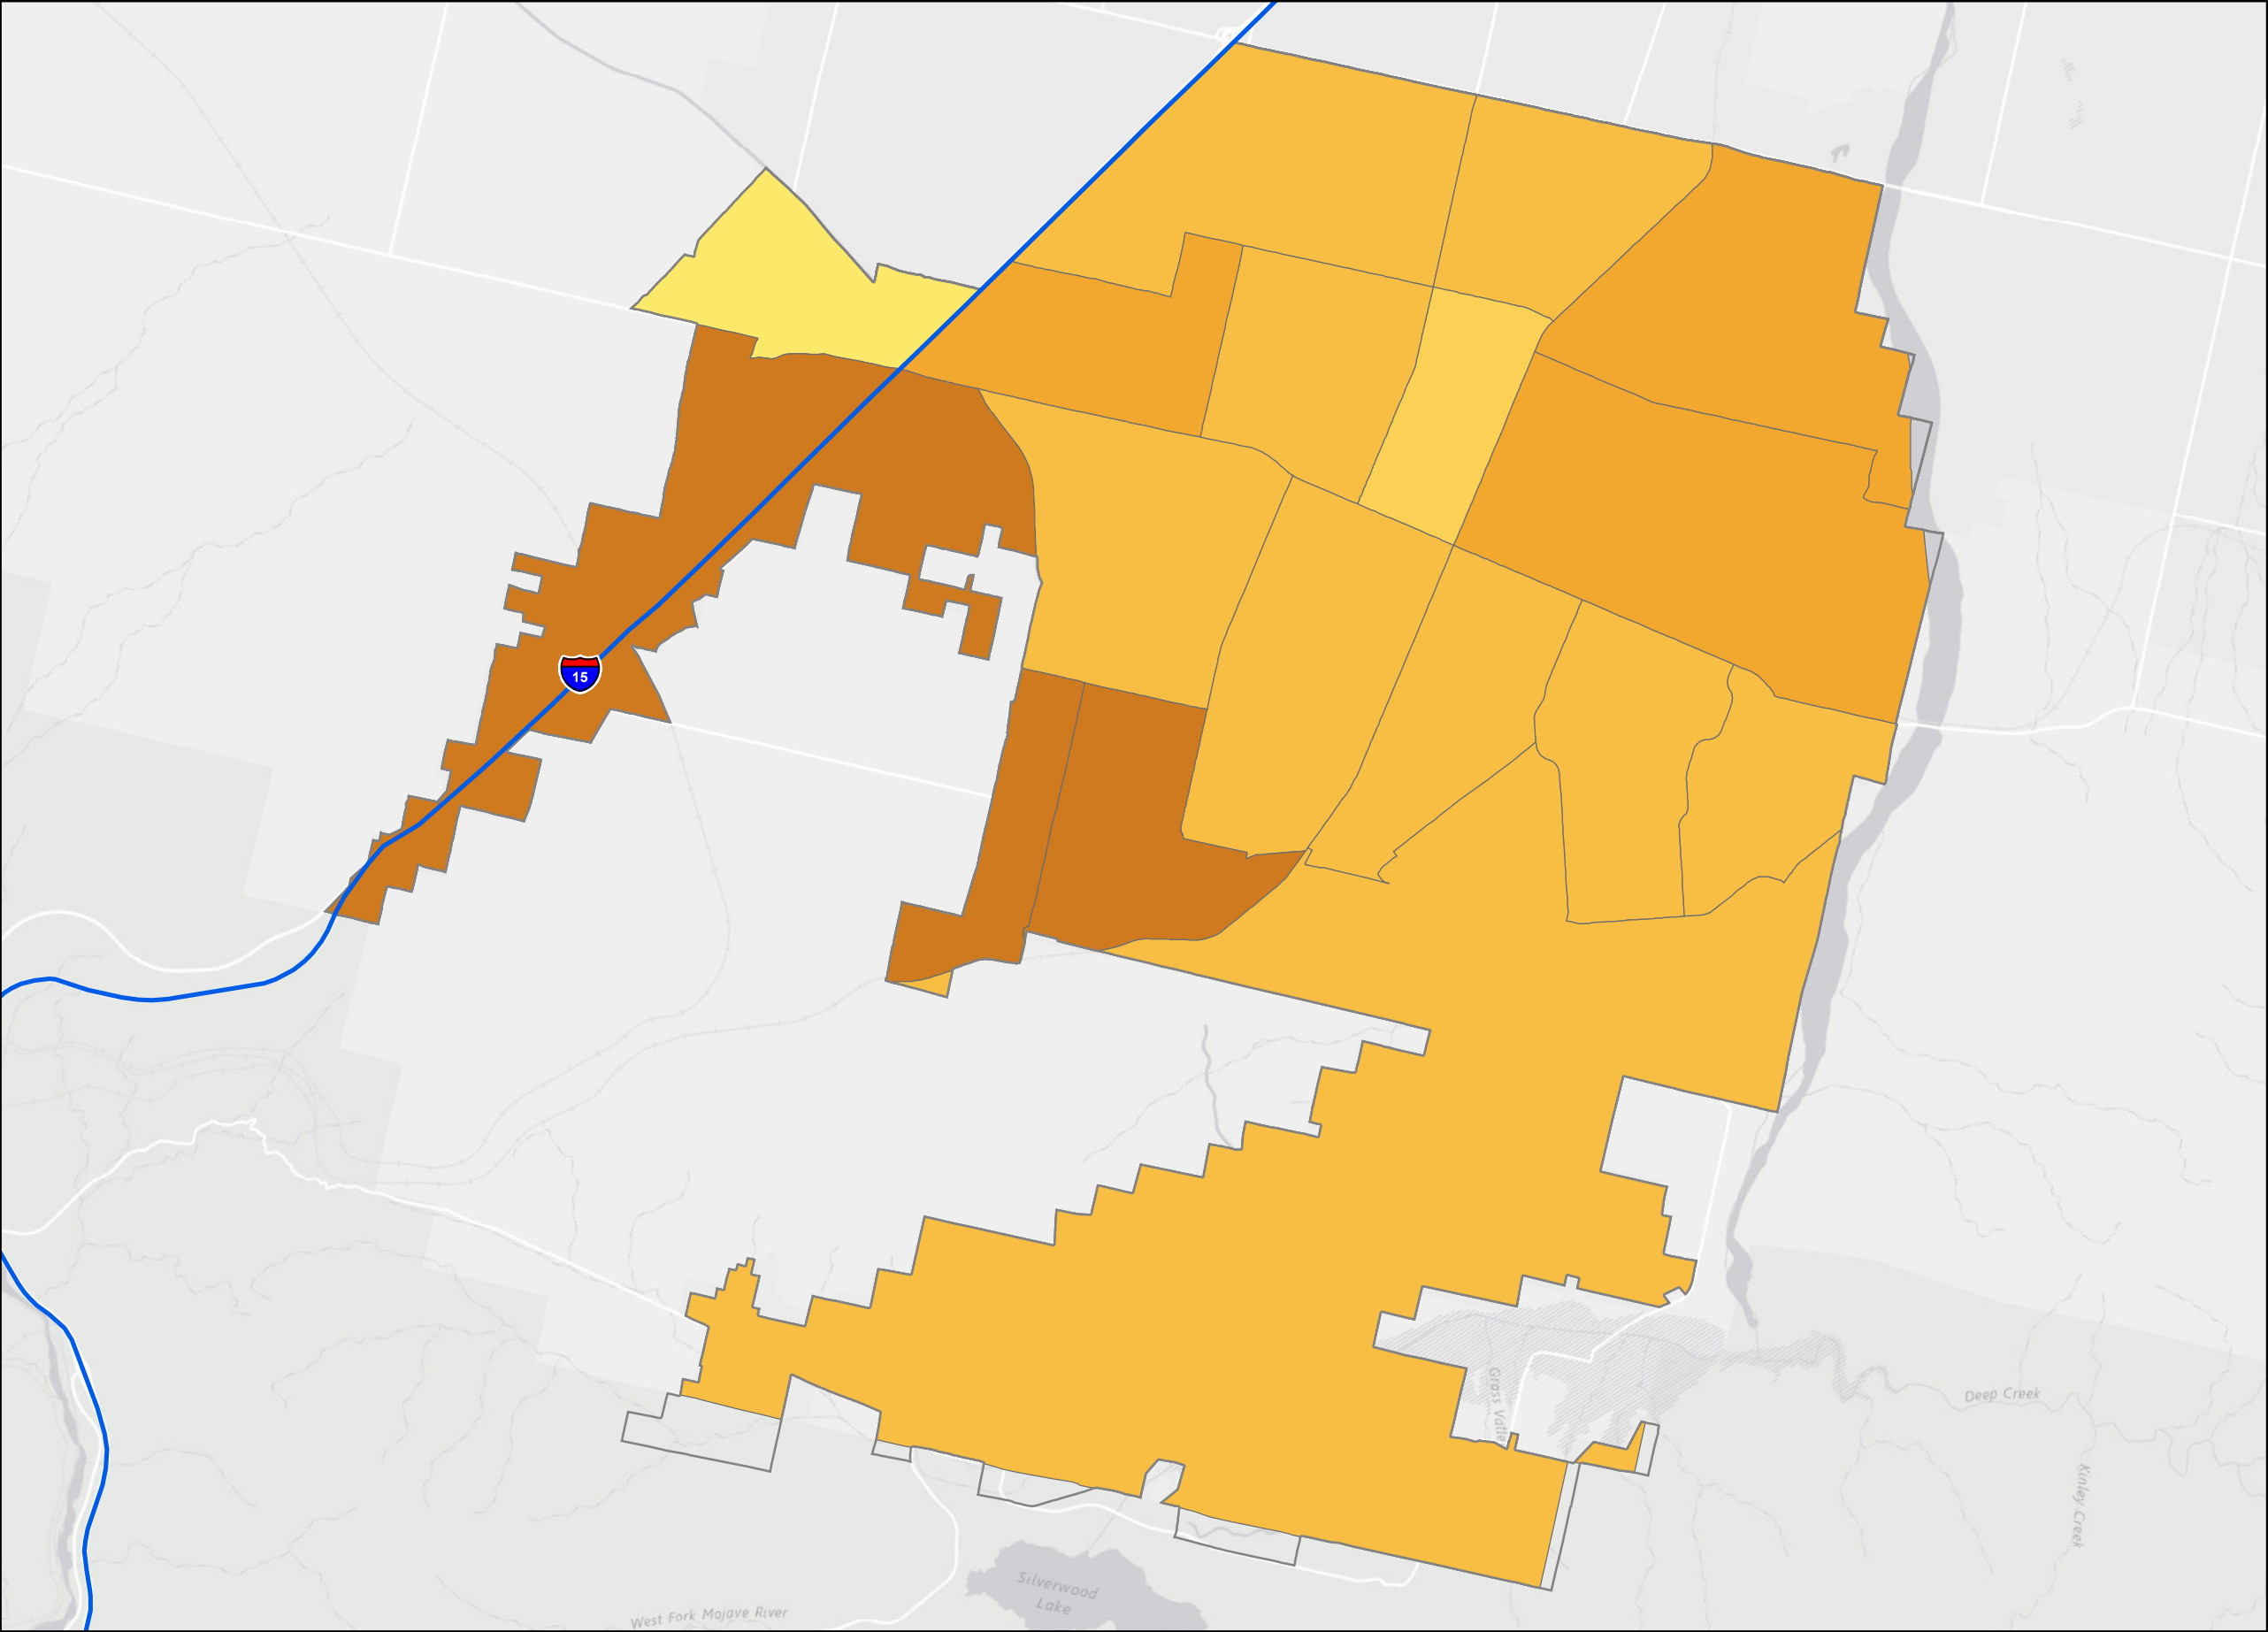 15
Grass Valle
Deep Creek
Kinley Creek
Silverwood
Lake
West Fork Mojave River